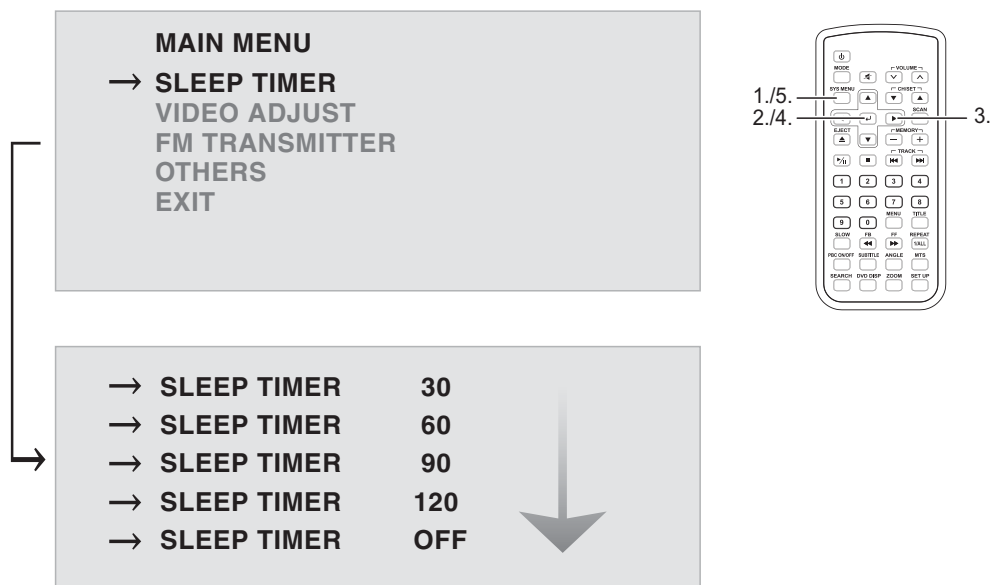 MAIN MENU
→ SLEEP TIMER
VIDEO ADJUST
FM TRANSMITTER
OTHERS
EXIT
→ SLEEP TIMER 30
→ SLEEP TIMER 60
→ SLEEP TIMER 90
→ SLEEP TIMER 120
→ SLEEP TIMER OFF
1./5.
2./4.
3.
MODE VOLUME
SYS MENU CH/SET
SCAN
EJECT MEMORY
− +
TRACK
1 2 3 4
5 6 7 8
MENU TITLE
9 0
SLOW FB FF REPEAT
1/ALL
PBC ON/OFF SUBTITLE ANGLE MTS
SEARCH DVD DISP ZOOM SET UP